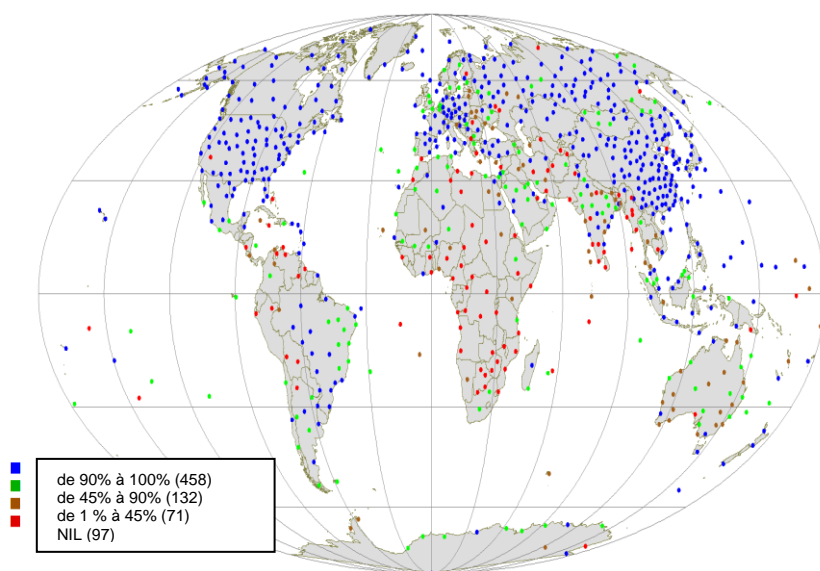 de 90% à 100% (458)
de 45% à 90% (132)
de 1 % à 45% (71)
NIL (97)